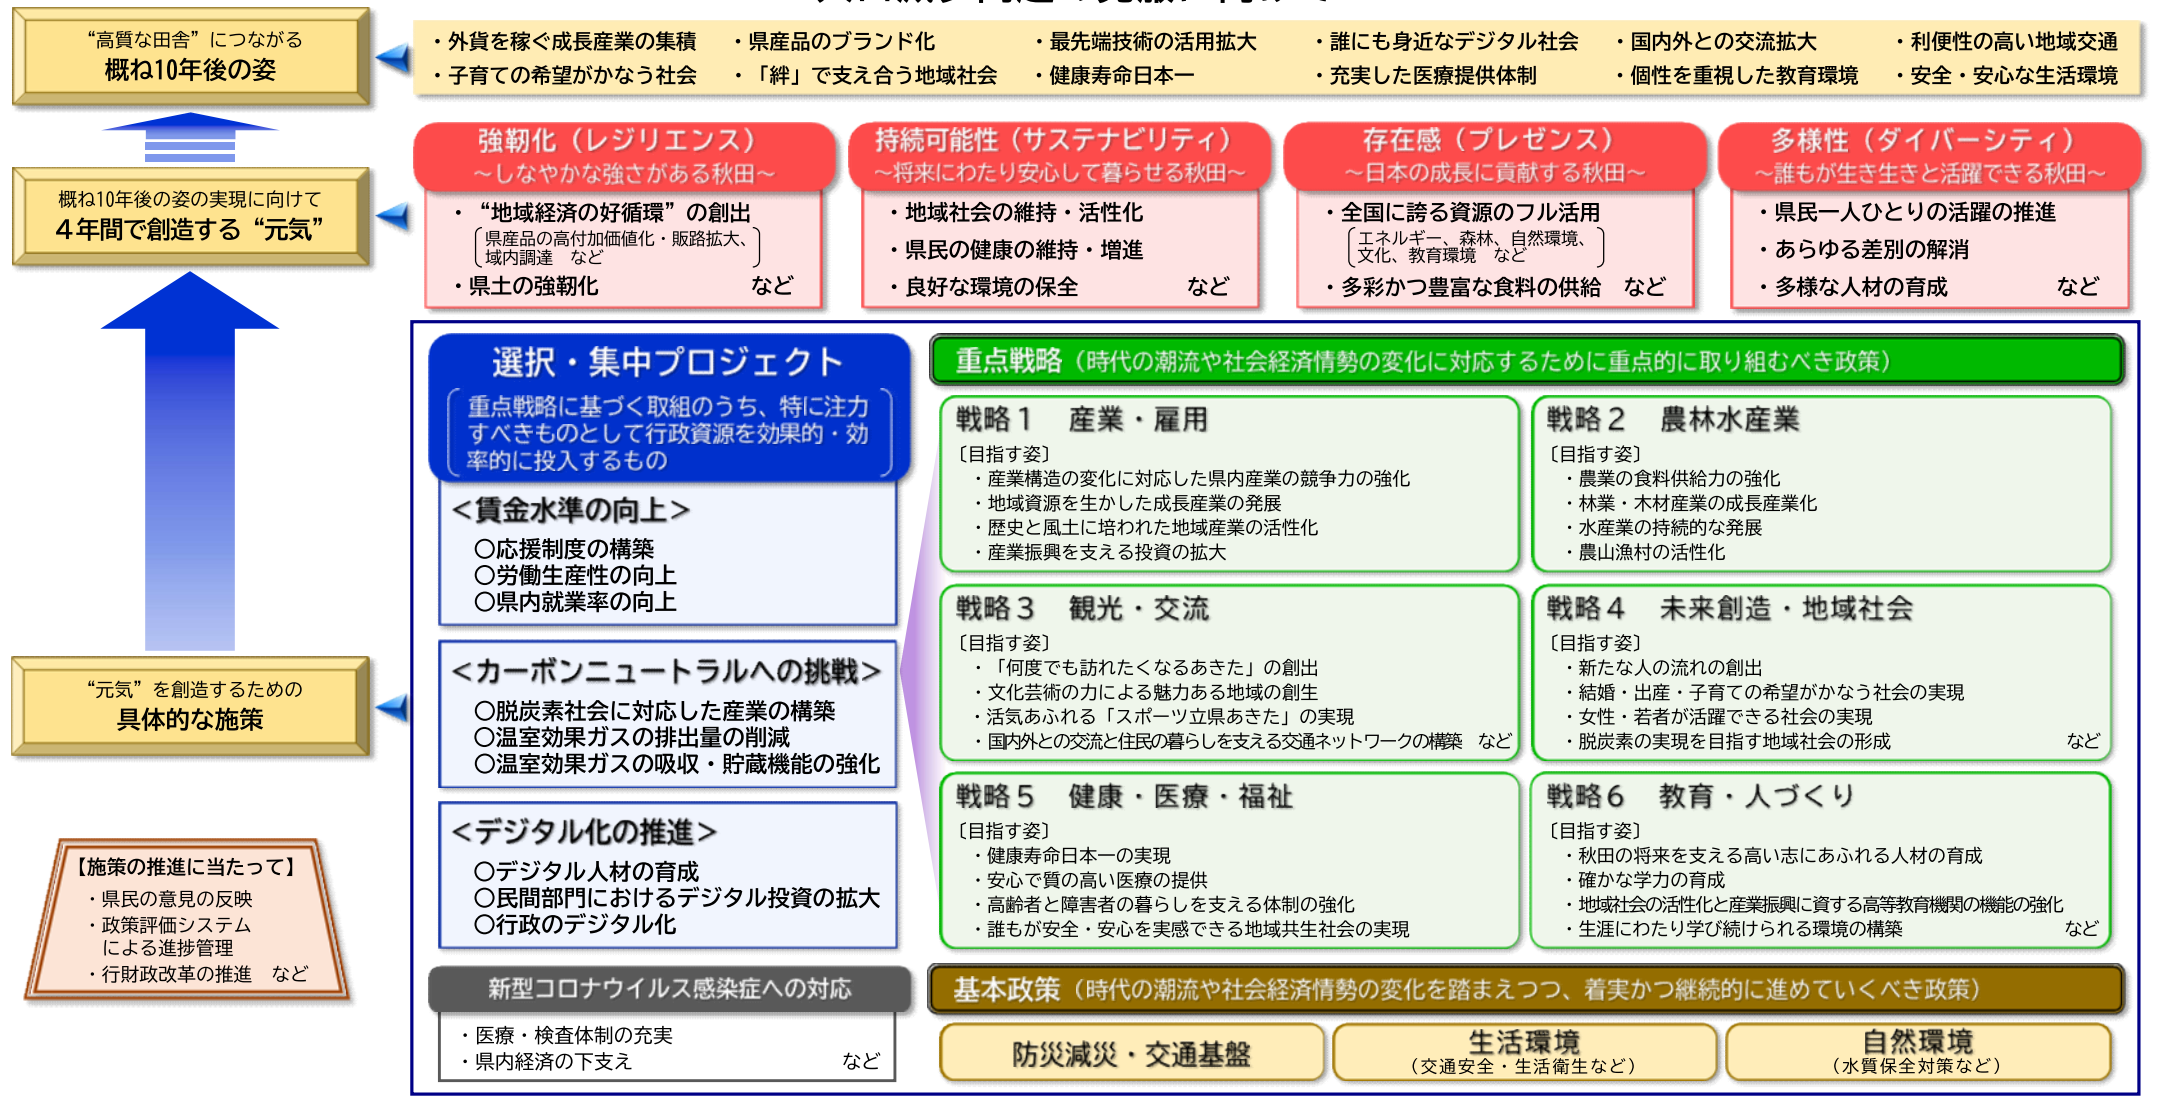 “高質な田舎”につながる
概ね10年後の姿
・外貨を稼ぐ成長産業の集積　・県産品のブランド化　・最先端技術の活用拡大　・誰にも身近なデジタル社会　・国内外との交流拡大　・利便性の高い地域交通
・子育ての希望がかなう社会　・「絆」で支え合う地域社会　・健康寿命日本一　・充実した医療提供体制　・個性を重視した教育環境　・安全・安心な生活環境
概ね10年後の姿の実現に向けて
４年間で創造する“元気”
強靭化（レジリエンス）
～しなやかな強さがある秋田～
・“地域経済の好循環”の創出
県産品の高付加価値化・販路拡大、
域内調達　など
・県土の強靭化　など
持続可能性（サステナビリティ）
～将来にわたり安心して暮らせる秋田～
・地域社会の維持・活性化
・県民の健康の維持・増進
・良好な環境の保全　など
存在感（プレゼンス）
～日本の成長に貢献する秋田～
・全国に誇る資源のフル活用
エネルギー、森林、自然環境、
文化、教育環境　など
・多彩かつ豊富な食料の供給　など
多様性（ダイバーシティ）
～誰もが生き生きと活躍できる秋田～
・県民一人ひとりの活躍の推進
・あらゆる差別の解消
・多様な人材の育成　など
“元気”を創造するための
具体的な施策
選択・集中プロジェクト
重点戦略に基づく取組のうち、特に注力
すべきものとして行政資源を効果的・効
率的に投入するもの
＜賃金水準の向上＞
○応援制度の構築
○労働生産性の向上
○県内就業率の向上
＜カーボンニュートラルへの挑戦＞
○脱炭素社会に対応した産業の構築
○温室効果ガスの排出量の削減
○温室効果ガスの吸収・貯蔵機能の強化
＜デジタル化の推進＞
○デジタル人材の育成
○民間部門におけるデジタル投資の拡大
○行政のデジタル化
重点戦略（時代の潮流や社会経済情勢の変化に対応するために重点的に取り組むべき政策）
戦略１　産業・雇用
〔目指す姿〕
・産業構造の変化に対応した県内産業の競争力の強化
・地域資源を生かした成長産業の発展
・歴史と風土に培われた地域産業の活性化
・産業振興を支える投資の拡大
戦略２　農林水産業
〔目指す姿〕
・農業の食料供給力の強化
・林業・木材産業の成長産業化
・水産業の持続的な発展
・農山漁村の活性化
戦略３　観光・交流
〔目指す姿〕
・「何度でも訪れたくなるあきた」の創出
・文化芸術の力による魅力ある地域の創生
・活気あふれる「スポーツ立県あきた」の実現
・国内外との交流と住民の暮らしを支える交通ネットワークの構築　など
戦略４　未来創造・地域社会
〔目指す姿〕
・新たな人の流れの創出
・結婚・出産・子育ての希望がかなう社会の実現
・女性・若者が活躍できる社会の実現
・脱炭素の実現を目指す地域社会の形成　など
戦略５　健康・医療・福祉
〔目指す姿〕
・健康寿命日本一の実現
・安心で質の高い医療の提供
・高齢者と障害者の暮らしを支える体制の強化
・誰もが安全・安心を実感できる地域共生社会の実現
戦略６　教育・人づくり
〔目指す姿〕
・秋田の将来を支える高い志にあふれる人材の育成
・確かな学力の育成
・地域社会の活性化と産業振興に資する高等教育機関の機能の強化
・生涯にわたり学び続けられる環境の構築　など
【施策の推進に当たって】
・県民の意見の反映
・政策評価システム
による進捗管理
・行財政改革の推進　など
新型コロナウイルス感染症への対応
・医療・検査体制の充実
・県内経済の下支え　など
基本政策（時代の潮流や社会経済情勢の変化を踏まえつつ、着実かつ継続的に進めていくべき政策）
防災減災・交通基盤
生活環境
（交通安全・生活衛生など）
自然環境
（水質保全対策など）